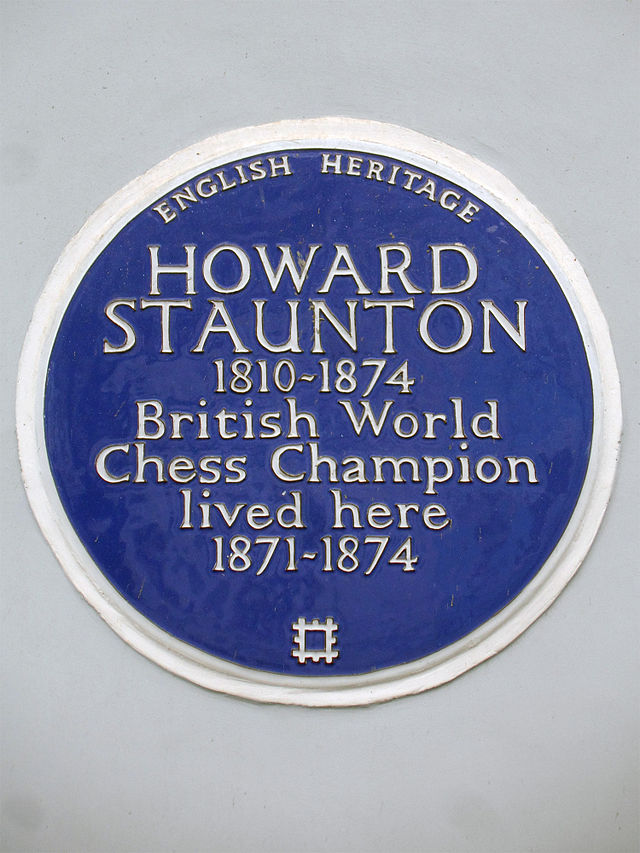 ENGLISH HERITAGE
HOWARD
STAUNTON
1810-1874
British World
Chess Champion
lived here
1871-1874